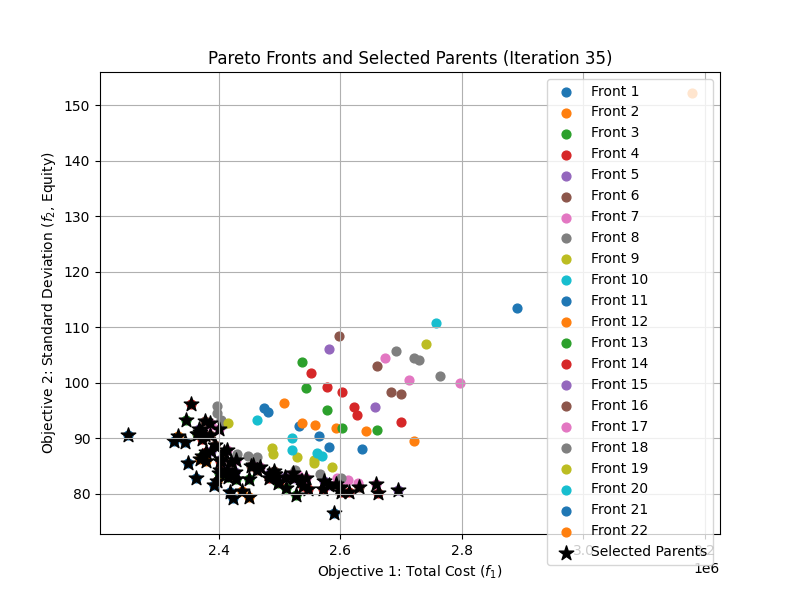 Pareto Fronts and Selected Parents (Iteration 35)
Objective 2: Standard Deviation (f₂, Equity)
150
140
130
120
110
100
90
80
2.4
2.6
2.8
3.0
3.2
1e6
Objective 1: Total Cost (f₁)
Front 1
Front 2
Front 3
Front 4
Front 5
Front 6
Front 7
Front 8
Front 9
Front 10
Front 11
Front 12
Front 13
Front 14
Front 15
Front 16
Front 17
Front 18
Front 19
Front 20
Front 21
Front 22
Selected Parents